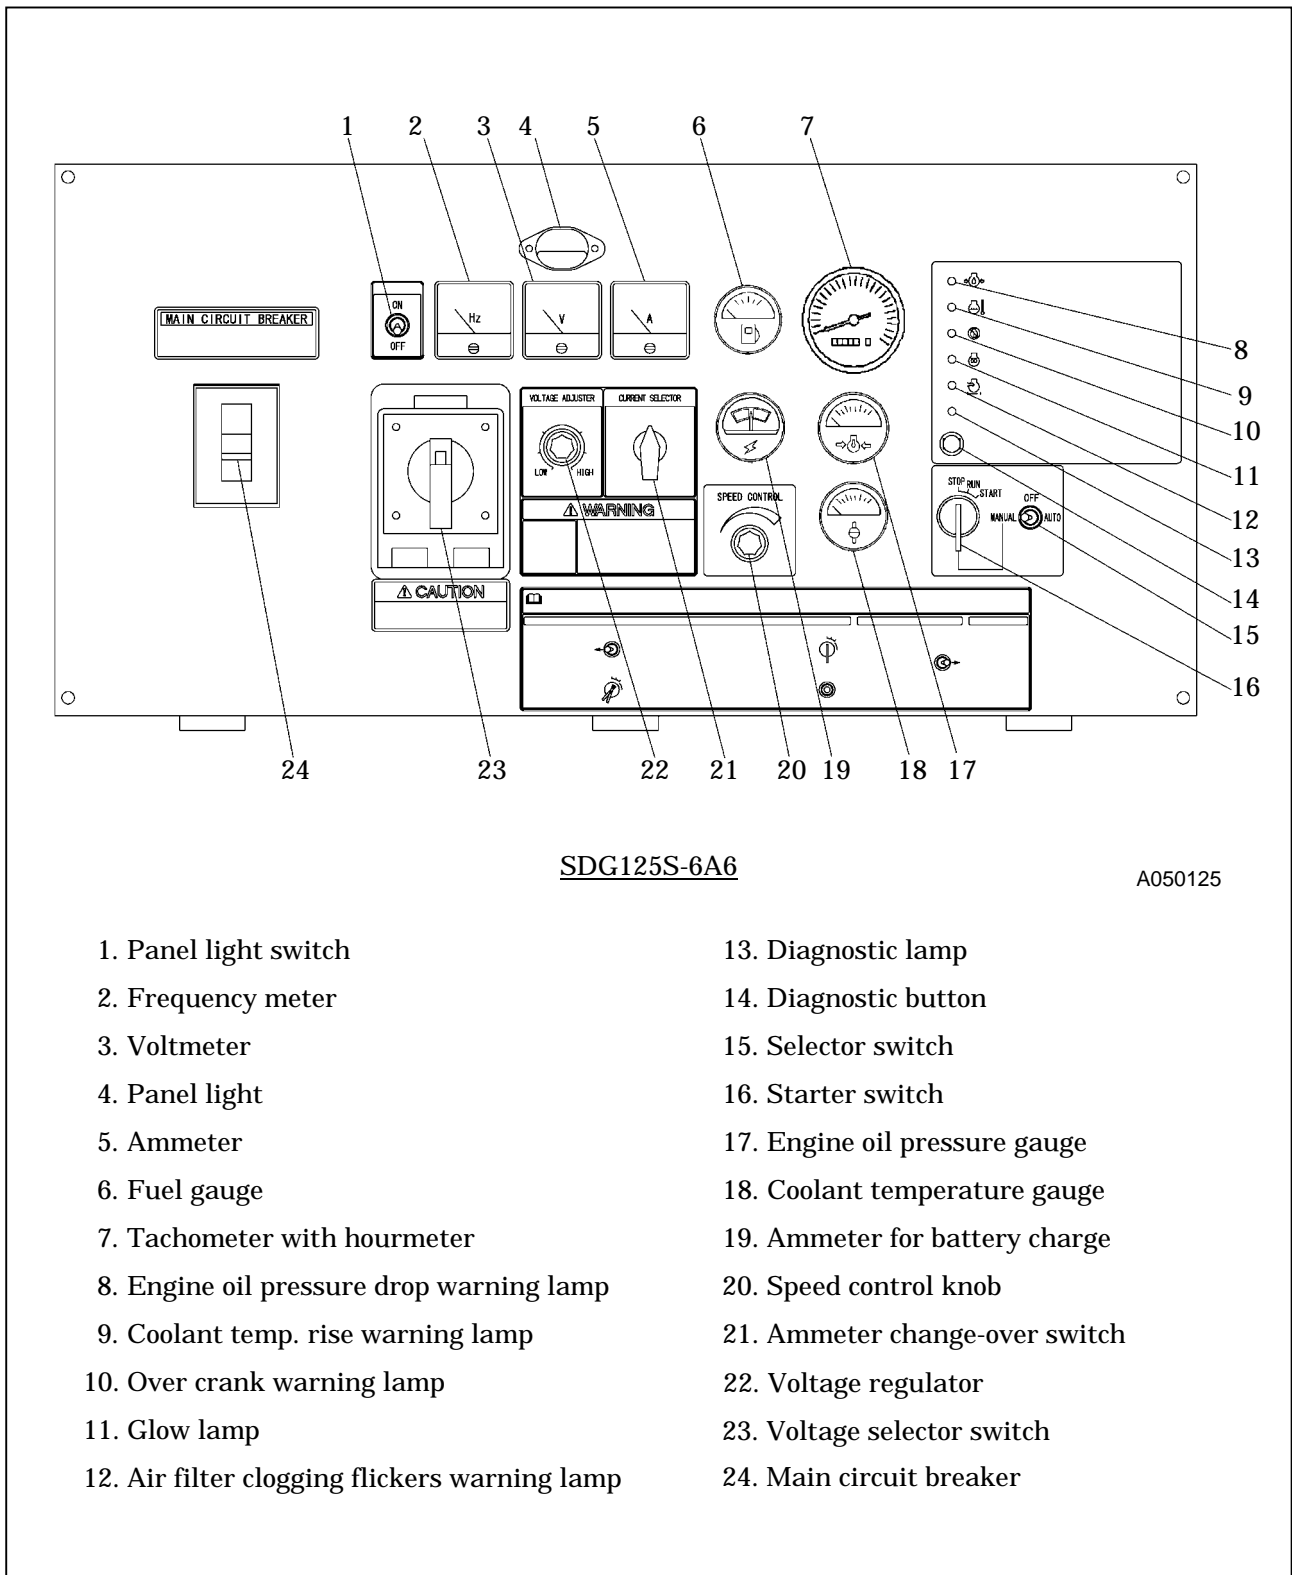 1 2 3 4 5 6 7
ON
OFF
Hz
V
A
MAIN CIRCUIT BREAKER
8
9
10
11
12
13
14
15
16
VOLTAGE ADJUSTER
LOW HIGH
CURRENT SELECTOR
WARNING
SPEED CONTROL
STOP RUN START
OFF
MANUAL AUTO
CAUTION
24 23 22 21 20 19 18 17
SDG125S-6A6
A050125
1. Panel light switch
2. Frequency meter
3. Voltmeter
4. Panel light
5. Ammeter
6. Fuel gauge
7. Tachometer with hourmeter
8. Engine oil pressure drop warning lamp
9. Coolant temp. rise warning lamp
10. Over crank warning lamp
11. Glow lamp
12. Air filter clogging flickers warning lamp
13. Diagnostic lamp
14. Diagnostic button
15. Selector switch
16. Starter switch
17. Engine oil pressure gauge
18. Coolant temperature gauge
19. Ammeter for battery charge
20. Speed control knob
21. Ammeter change-over switch
22. Voltage regulator
23. Voltage selector switch
24. Main circuit breaker